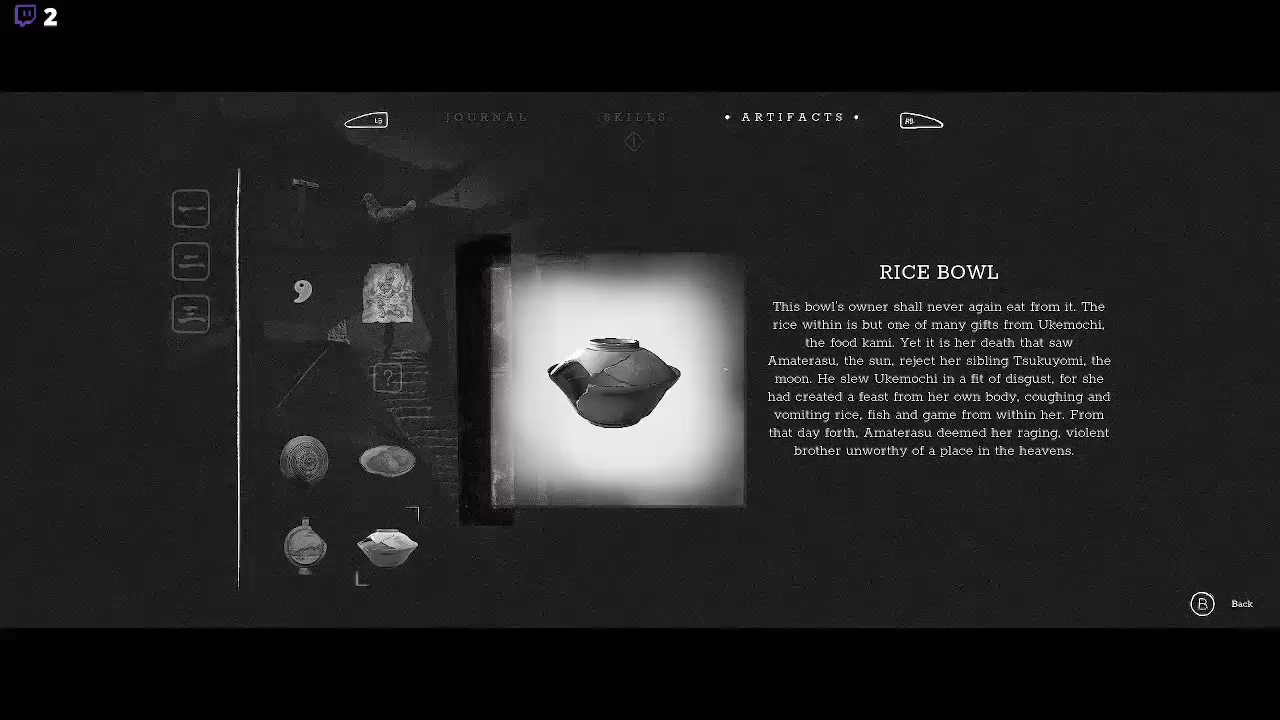 2
LB
JOURNAL
SKILLS
• ARTIFACTS •
RB
!
一
二
三
?
RICE BOWL
This bowl's owner shall never again eat from it. The
rice within is but one of many gifts from Ukemochi,
the food kami. Yet it is her death that saw
Amaterasu, the sun, reject her sibling Tsukuyomi, the
moon. He slew Ukemochi in a fit of disgust, for she
had created a feast from her own body, coughing and
vomiting rice, fish and game from within her. From
that day forth, Amaterasu deemed her raging, violent
brother unworthy of a place in the heavens.
B Back